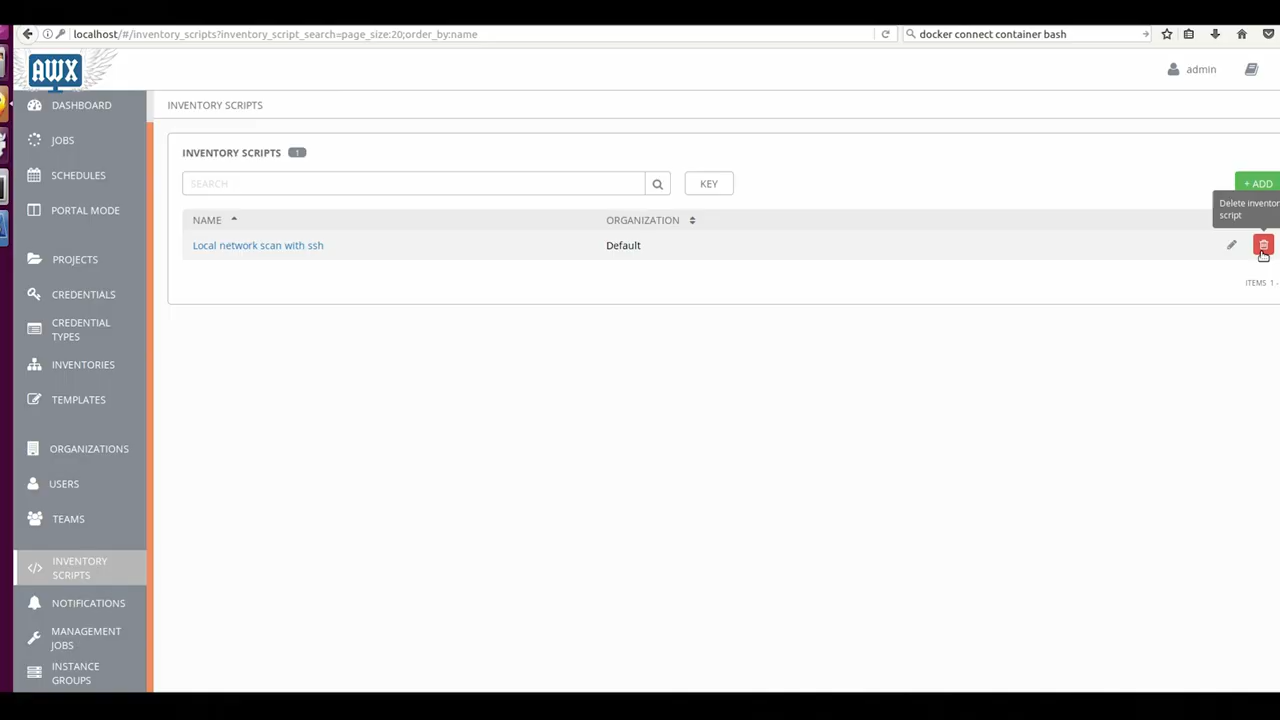 localhost/#/inventory_scripts?inventory_script_search=page_size:20;order_by:name
docker connect container bash
AWX
admin
DASHBOARD
JOBS
SCHEDULES
PORTAL MODE
PROJECTS
CREDENTIALS
CREDENTIAL
TYPES
INVENTORIES
TEMPLATES
ORGANIZATIONS
USERS
TEAMS
INVENTORY
SCRIPTS
NOTIFICATIONS
MANAGEMENT
JOBS
INSTANCE
GROUPS
INVENTORY SCRIPTS
INVENTORY SCRIPTS 1
SEARCH
KEY
+ ADD
Delete inventor
script
NAME ORGANIZATION
Local network scan with ssh Default
ITEMS 1 -